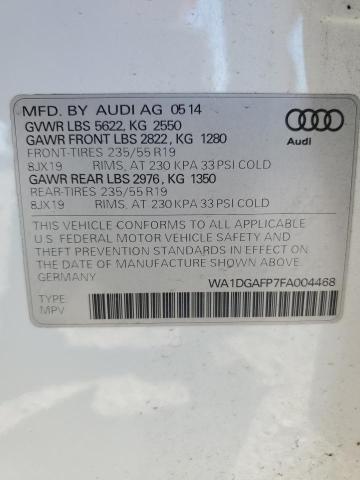 MFD. BY AUDI AG 05 14
GVWR LBS 5622, KG 2550
GAWR FRONT LBS 2822, KG 1280
FRONT-TIRES 235/55 R19
8JX19 RIMS, AT 230 KPA 33 PSI COLD
GAWR REAR LBS 2976, KG 1350
REAR-TIRES 235/55 R19
8JX19 RIMS, AT 230 KPA 33 PSI COLD
Audi
THIS VEHICLE CONFORMS TO ALL APPLICABLE
U.S. FEDERAL MOTOR VEHICLE SAFETY AND
THEFT PREVENTION STANDARDS IN EFFECT ON
THE DATE OF MANUFACTURE SHOWN ABOVE.
GERMANY
WA1DGAFP7FA004468
TYPE
MPV